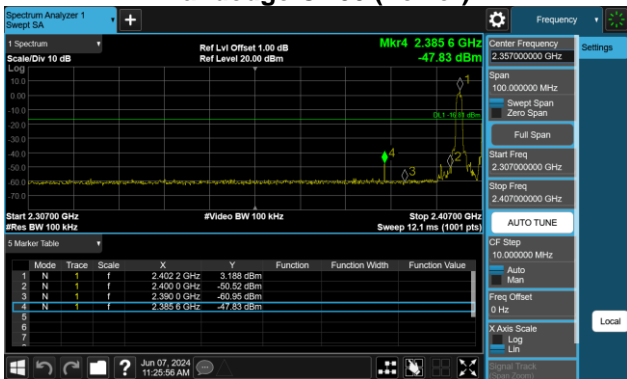 Spectrum Analyzer 1
Swept SA
Frequency
Settings
1 Spectrum
Scale/Div 10 dB
Ref Lvl Offset 1.00 dB
Ref Level 20.00 dBm
Mkr4 2.385 6 GHz
-47.83 dBm
Log
10.0
0.00
-10.0
-20.0
-30.0
-40.0
-50.0
-60.0
-70.0
1
2
3
4
Start 2.30700 GHz
#Res BW 100 kHz
#Video BW 100 kHz
Stop 2.40700 GHz
Sweep 12.1 ms (1001 pts)
5 Marker Table
Mode Trace Scale X Y Function Function Width Function Value
1 N 1 f 2.402 2 GHz 3.188 dBm
2 N 1 f 2.400 0 GHz -50.52 dBm
3 N 1 f 2.390 0 GHz -60.95 dBm
4 N 1 f 2.385 6 GHz -47.83 dBm
5
6
7
Center Frequency
2.357000000 GHz
Span
100.000000 MHz
Swept Span
Zero Span
Full Span
Start Freq
2.307000000 GHz
Stop Freq
2.407000000 GHz
AUTO TUNE
CF Step
10.000000 MHz
Auto
Man
Freq Offset
0 Hz
X Axis Scale
Log
Lin
Signal Track
(Span Zoom)
Local
?
Jun 07, 2024
11:25:56 AM